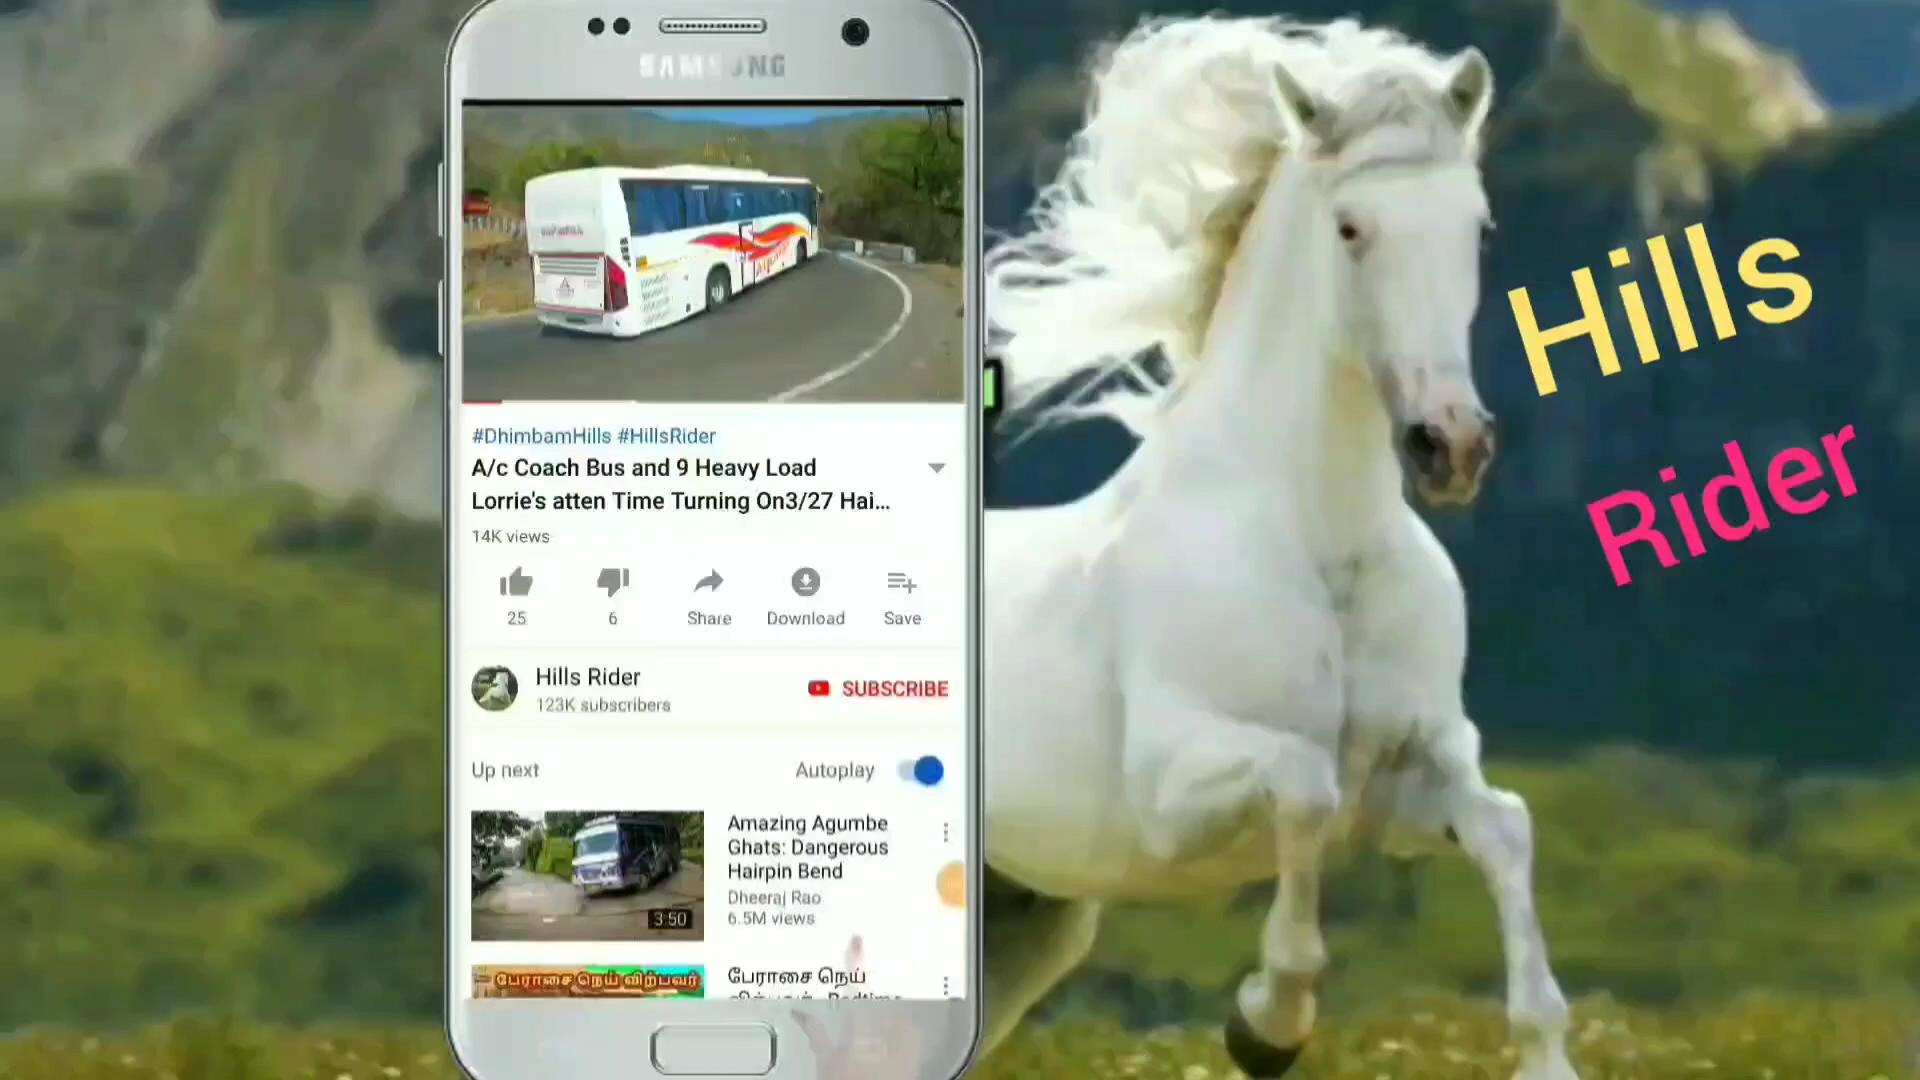 SAMSUNG
#DhimbamHills #HillsRider
A/c Coach Bus and 9 Heavy Load
Lorrie's atten Time Turning On3/27 Hai...
14K views
25
6
Share
Download
Save
Hills Rider
123K subscribers
SUBSCRIBE
Up next
Autoplay
Amazing Agumbe
Ghats: Dangerous
Hairpin Bend
Dheeraj Rao
6.5M views
3:50
பேராசை நெய் விற்பவர்
பேராசை நெய்
Hills
Rider